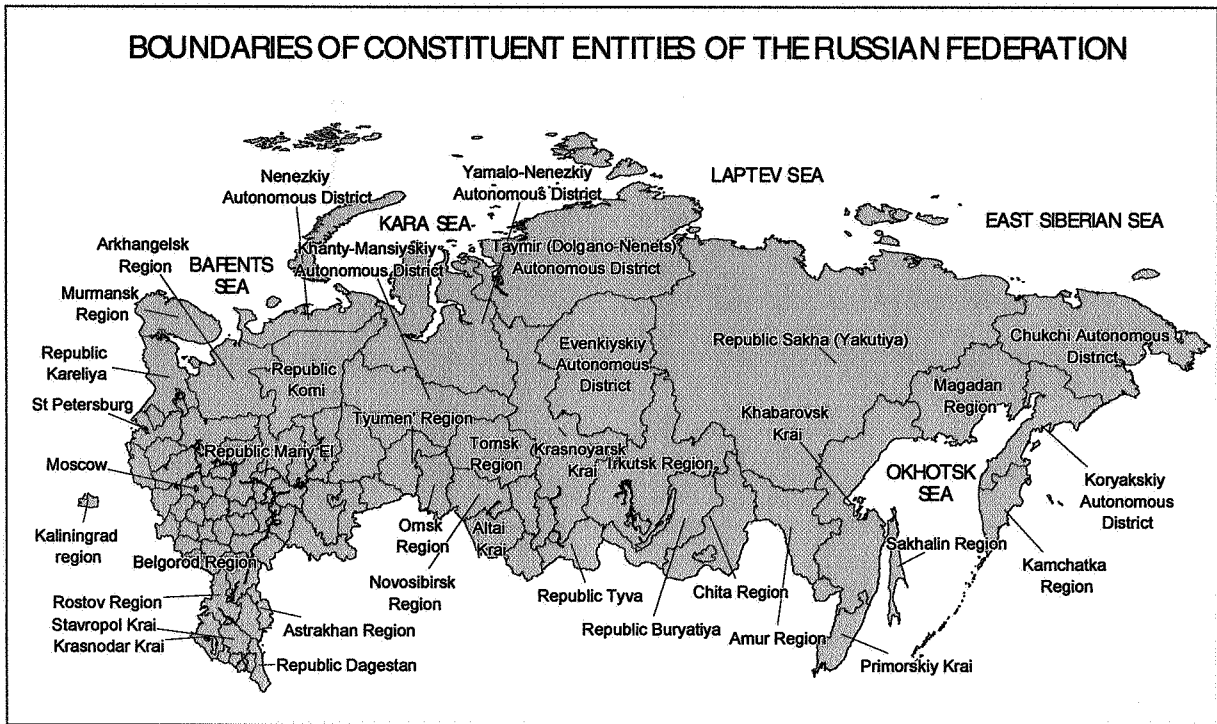 BOUNDARIES OF CONSTITUENT ENTITIES OF THE RUSSIAN FEDERATION
Nenezkiy
Autonomous District
Yamalo-Nenezkiy
Autonomous District
LAPTEV SEA
EAST SIBERIAN SEA
KARA SEA
Arkhangelsk
Region
BARENTS
SEA
Khanty-Mansiyskiy
Autonomous District
Taymir (Dolgano-Nenets)
Autonomous District
Murmansk
Region
Republic
Kareliya
Republic
Komi
Evenkiyskiy
Autonomous
District
Republic Sakha (Yakutiya)
Chukchi Autonomous
District
Magadan
Region
St Petersburg
Tyumen' Region
Khabarovsk
Krai
Republic Mariy El
Tomsk
Region
Krasnoyarsk
Krai
Irkutsk Region
Moscow
OKHOTSK
SEA
Koryakskiy
Autonomous
District
Kaliningrad
region
Omsk
Region
Altai
Krai
Belgorod Region
Sakhalin Region
Kamchatka
Region
Novosibirsk
Region
Rostov Region
Republic Tyva
Chita Region
Stavropol Krai
Astrakhan Region
Republic Buryatiya
Amur Region
Krasnodar Krai
Republic Dagestan
Primorskiy Krai